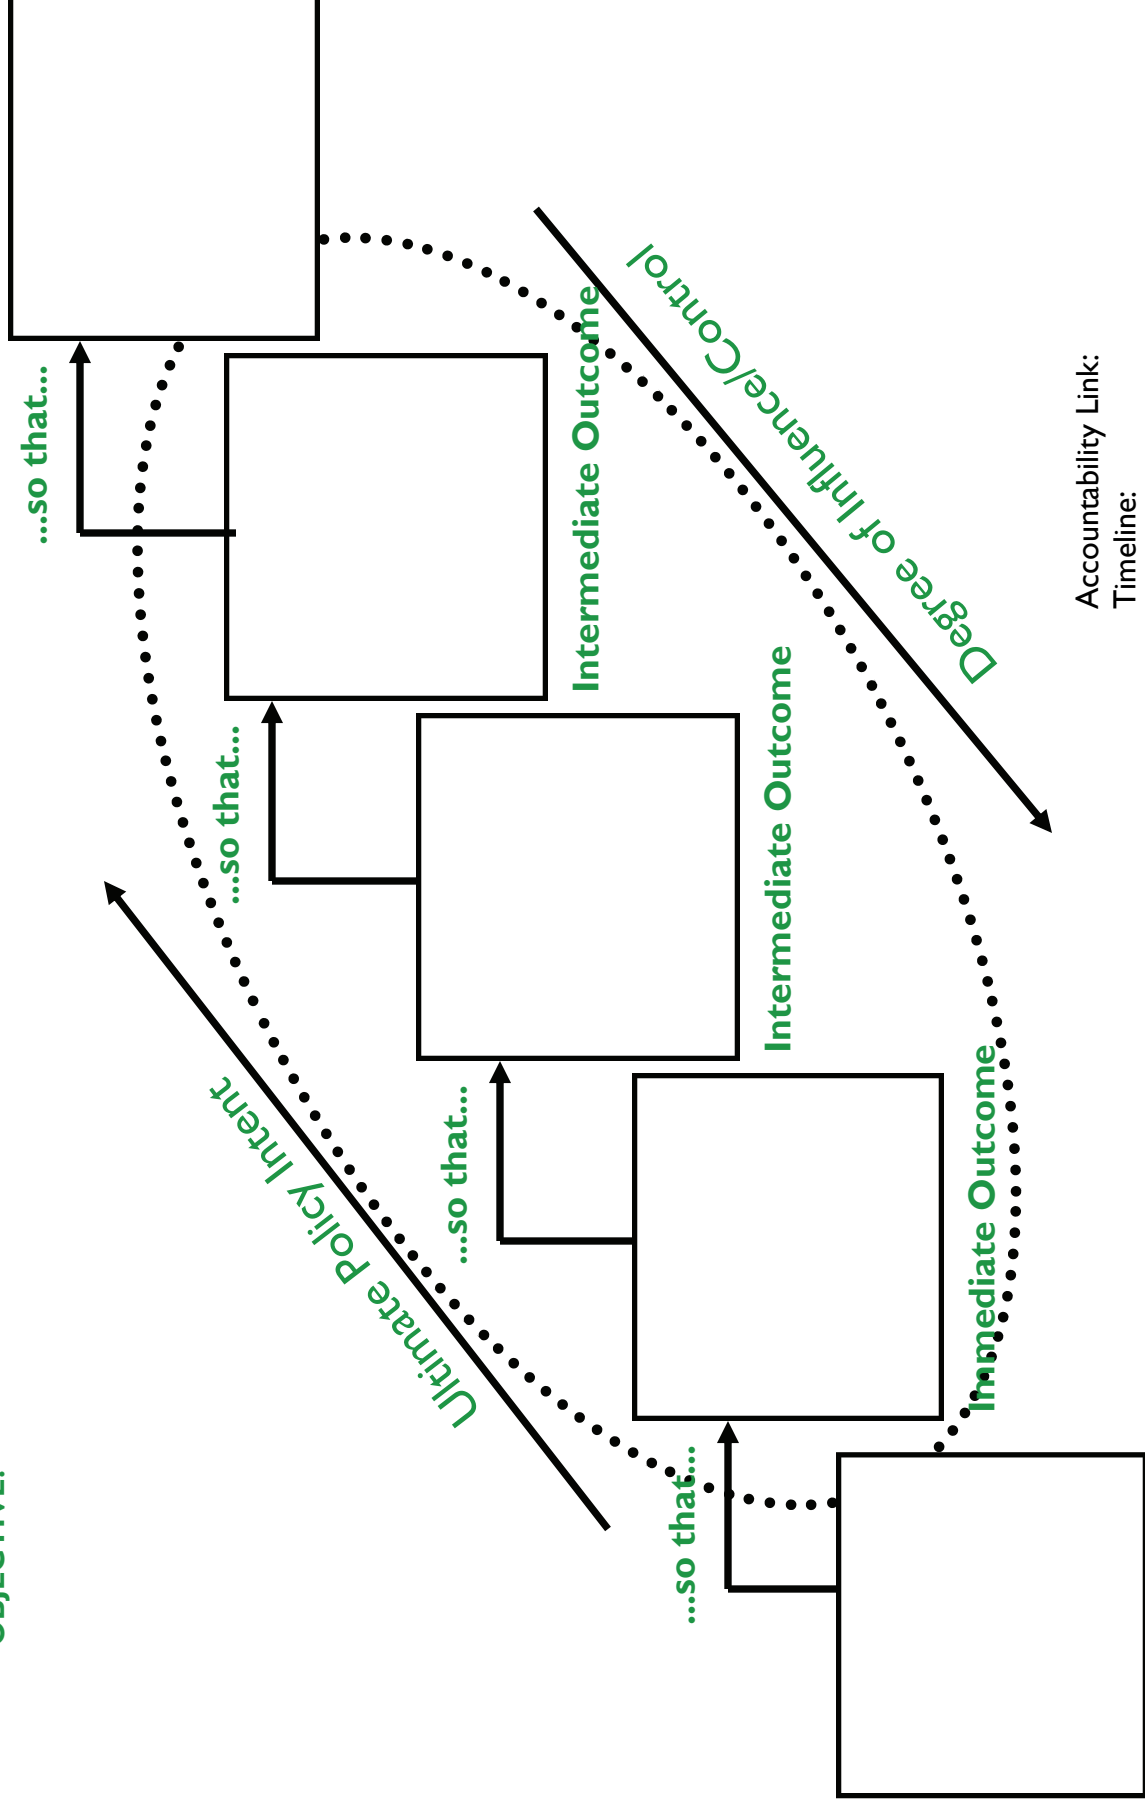 OBJECTIVE:
...so that...
...so that...
Ultimate Policy Intent
...so that...
Intermediate Outcome
...so that...
Intermediate Outcome
Degree of Influence/Control
Immediate Outcome
Accountability Link:
Timeline: